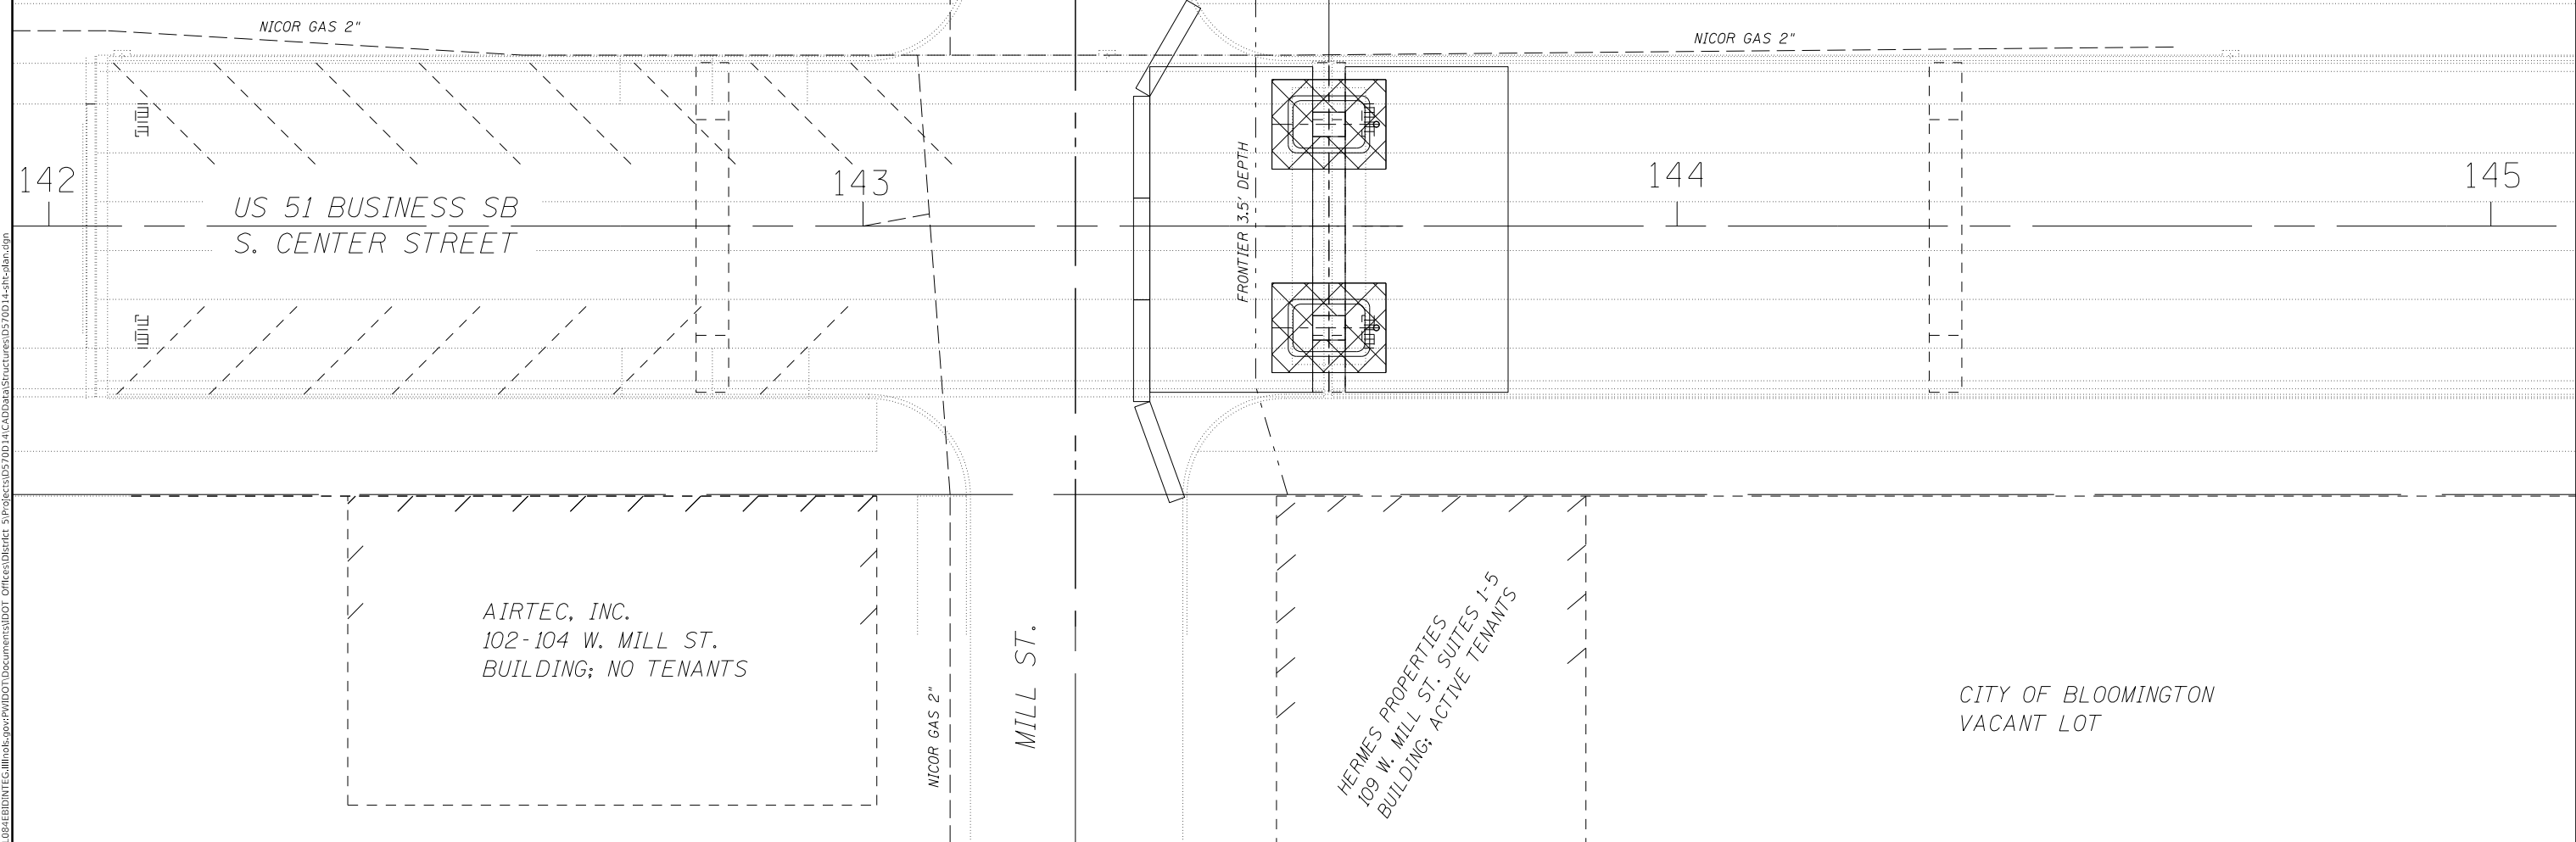 NICOR GAS 2"
NICOR GAS 2"
142
143
144
145
US 51 BUSINESS SB
S. CENTER STREET
FRONTIER 3.5' DEPTH
AIRTEC, INC.
102-104 W. MILL ST.
BUILDING; NO TENANTS
NICOR GAS 2"
MILL ST.
HERMES PROPERTIES
109 W. MILL ST. SUITES 1-5
BUILDING; ACTIVE TENANTS
CITY OF BLOOMINGTON
VACANT LOT